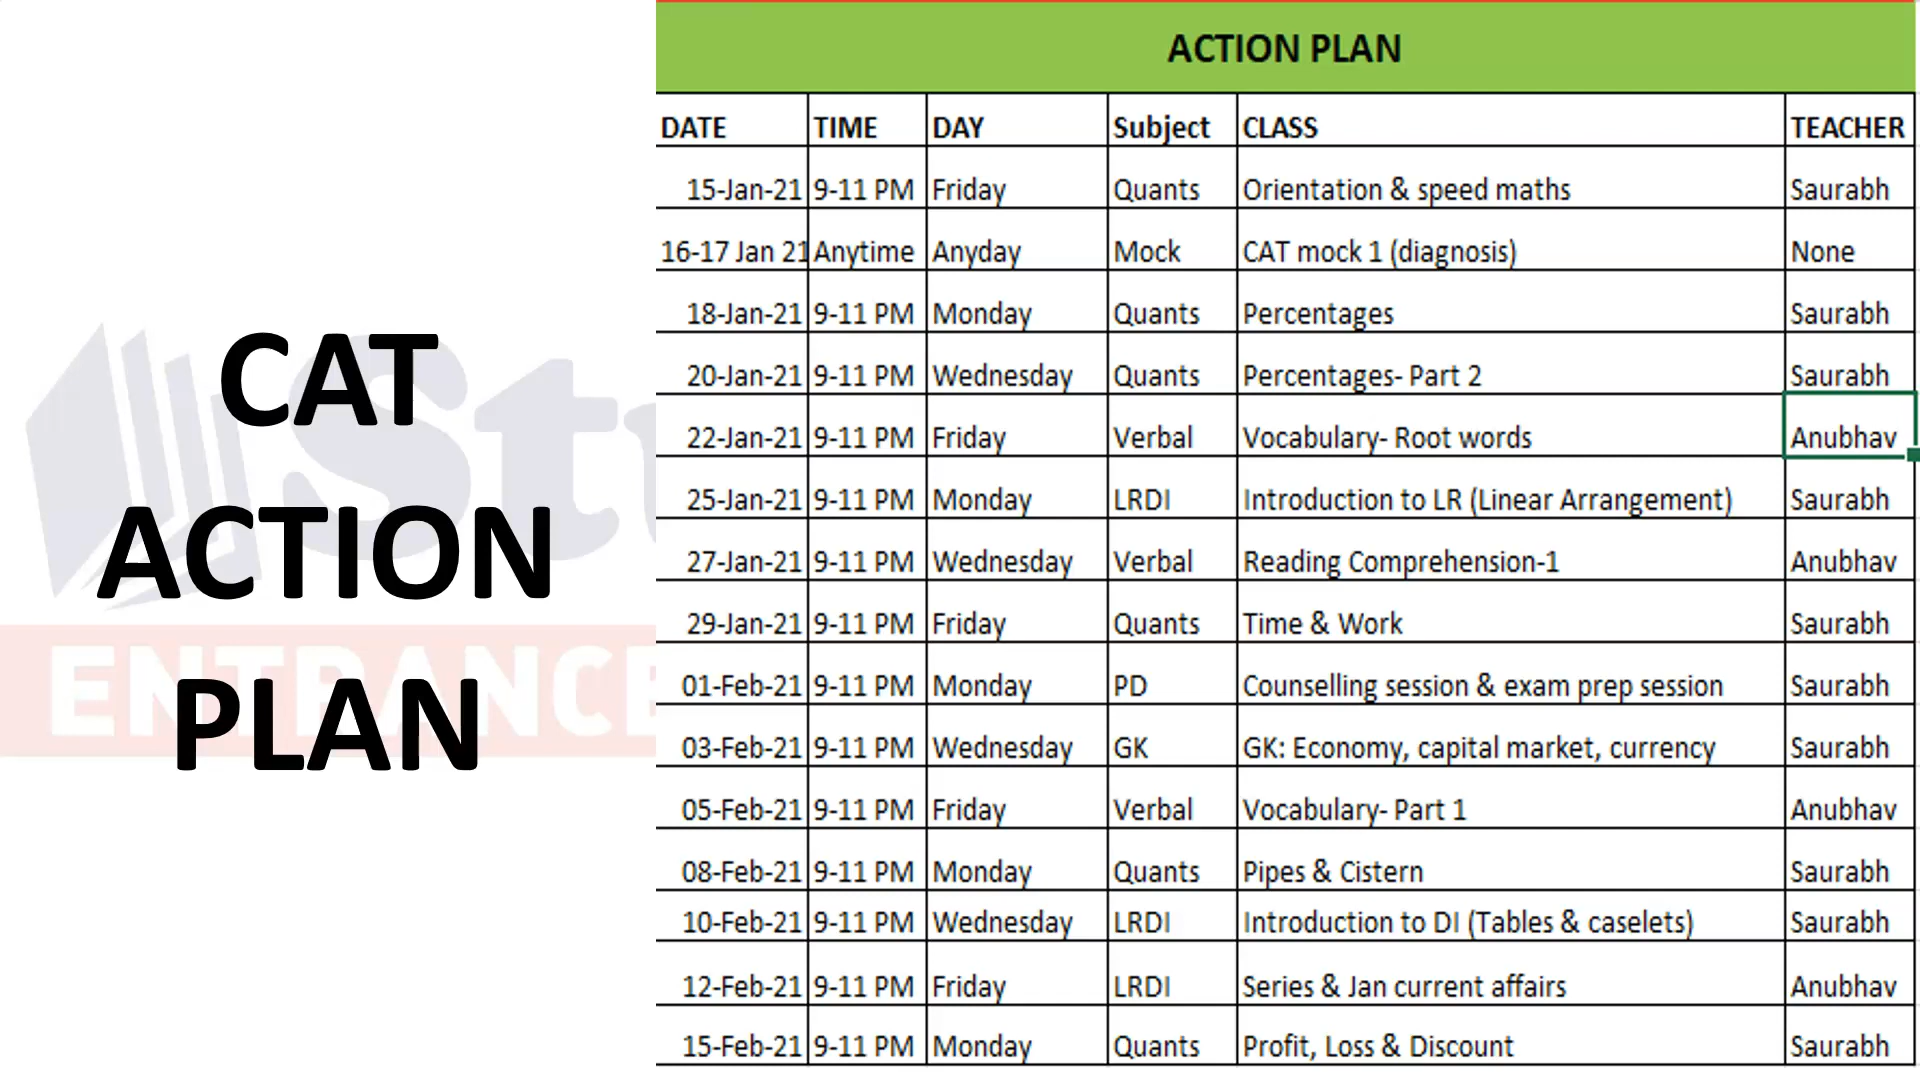 CAT
ACTION
PLAN
Stu
ENTRANCE
ACTION PLAN
DATE TIME DAY Subject CLASS TEACHER
15-Jan-21 9-11 PM Friday Quants Orientation & speed maths Saurabh
16-17 Jan 21 Anytime Anyday Mock CAT mock 1 (diagnosis) None
18-Jan-21 9-11 PM Monday Quants Percentages Saurabh
20-Jan-21 9-11 PM Wednesday Quants Percentages- Part 2 Saurabh
22-Jan-21 9-11 PM Friday Verbal Vocabulary- Root words Anubhav
25-Jan-21 9-11 PM Monday LRDI Introduction to LR (Linear Arrangement) Saurabh
27-Jan-21 9-11 PM Wednesday Verbal Reading Comprehension-1 Anubhav
29-Jan-21 9-11 PM Friday Quants Time & Work Saurabh
01-Feb-21 9-11 PM Monday PD Counselling session & exam prep session Saurabh
03-Feb-21 9-11 PM Wednesday GK GK: Economy, capital market, currency Saurabh
05-Feb-21 9-11 PM Friday Verbal Vocabulary- Part 1 Anubhav
08-Feb-21 9-11 PM Monday Quants Pipes & Cistern Saurabh
10-Feb-21 9-11 PM Wednesday LRDI Introduction to DI (Tables & caselets) Saurabh
12-Feb-21 9-11 PM Friday LRDI Series & Jan current affairs Anubhav
15-Feb-21 9-11 PM Monday Quants Profit, Loss & Discount Saurabh